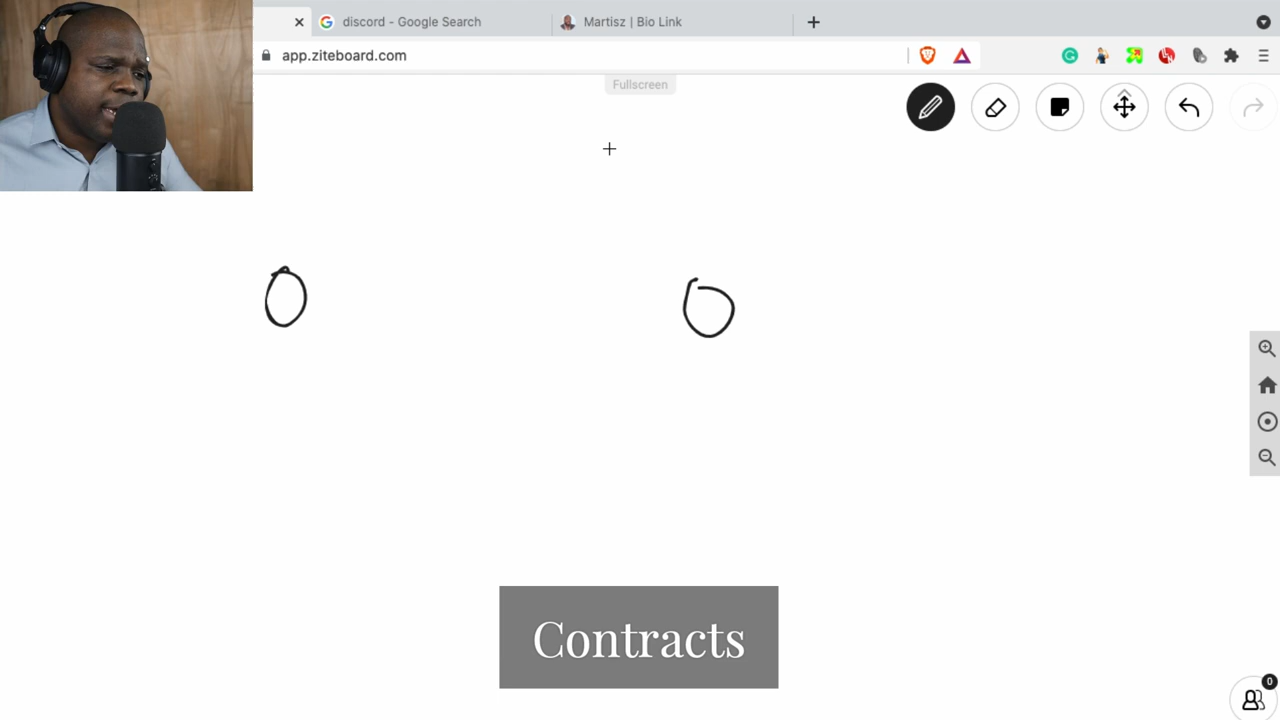 discord - Google Search
Martisz | Bio Link
app.ziteboard.com
Fullscreen
Contracts
0